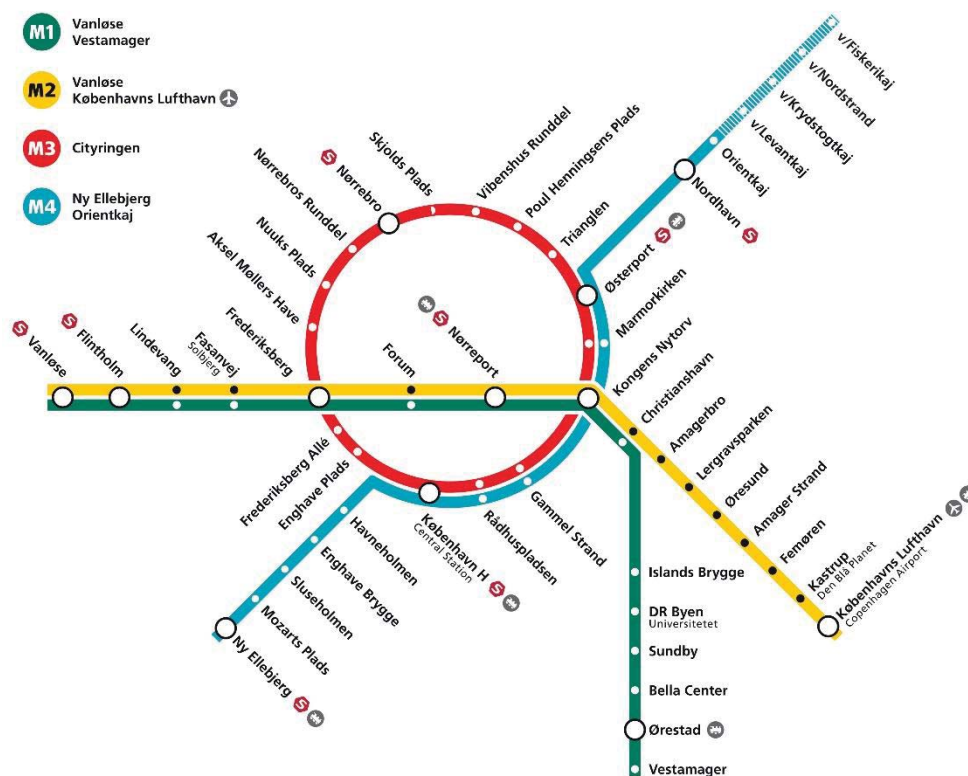 M1
Vanløse
Vestamager
M2
Vanløse
Københavns Lufthavn
M3
Cityringen
M4
Ny Ellebjerg
Orientkaj
v/Fiskerikaj
v/Nordstrand
v/Krydstogtkaj
v/Levantkaj
Orientkaj
Nordhavn
S
Østerport
S
Marmorkirken
Kongens Nytorv
Trianglen
Poul Henningsens Plads
Vibenshus Runddel
Skjolds Plads
S
Nørrebro
Nørrebros Runddel
Nuuks Plads
Aksel Møllers Have
Frederiksberg
S
Vanløse
S
Flintholm
Lindevang
Fasanvej
Solbjerg
Forum
S
Nørreport
Christianshavn
Amagerbro
Lergravsparken
Øresund
Amager Strand
Femøren
Kastrup
Den Blå Planet
Københavns Lufthavn
Copenhagen Airport
Frederiksberg Allé
Enghave Plads
København H
Central Station
S
Rådhuspladsen
Gammel Strand
Havneholmen
Enghave Brygge
Sluseholmen
Mozarts Plads
Ny Ellebjerg
S
Islands Brygge
DR Byen
Universitetet
Sundby
Bella Center
Ørestad
Vestamager